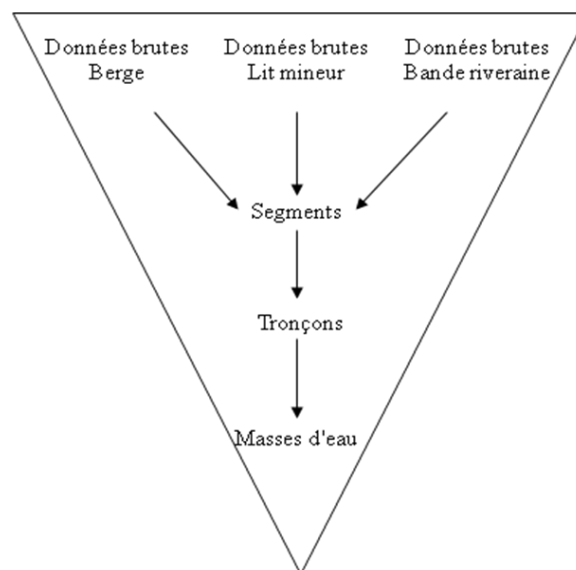 Données brutes
Berge
Données brutes
Lit mineur
Données brutes
Bande riveraine
Segments
Tronçons
Masses d'eau